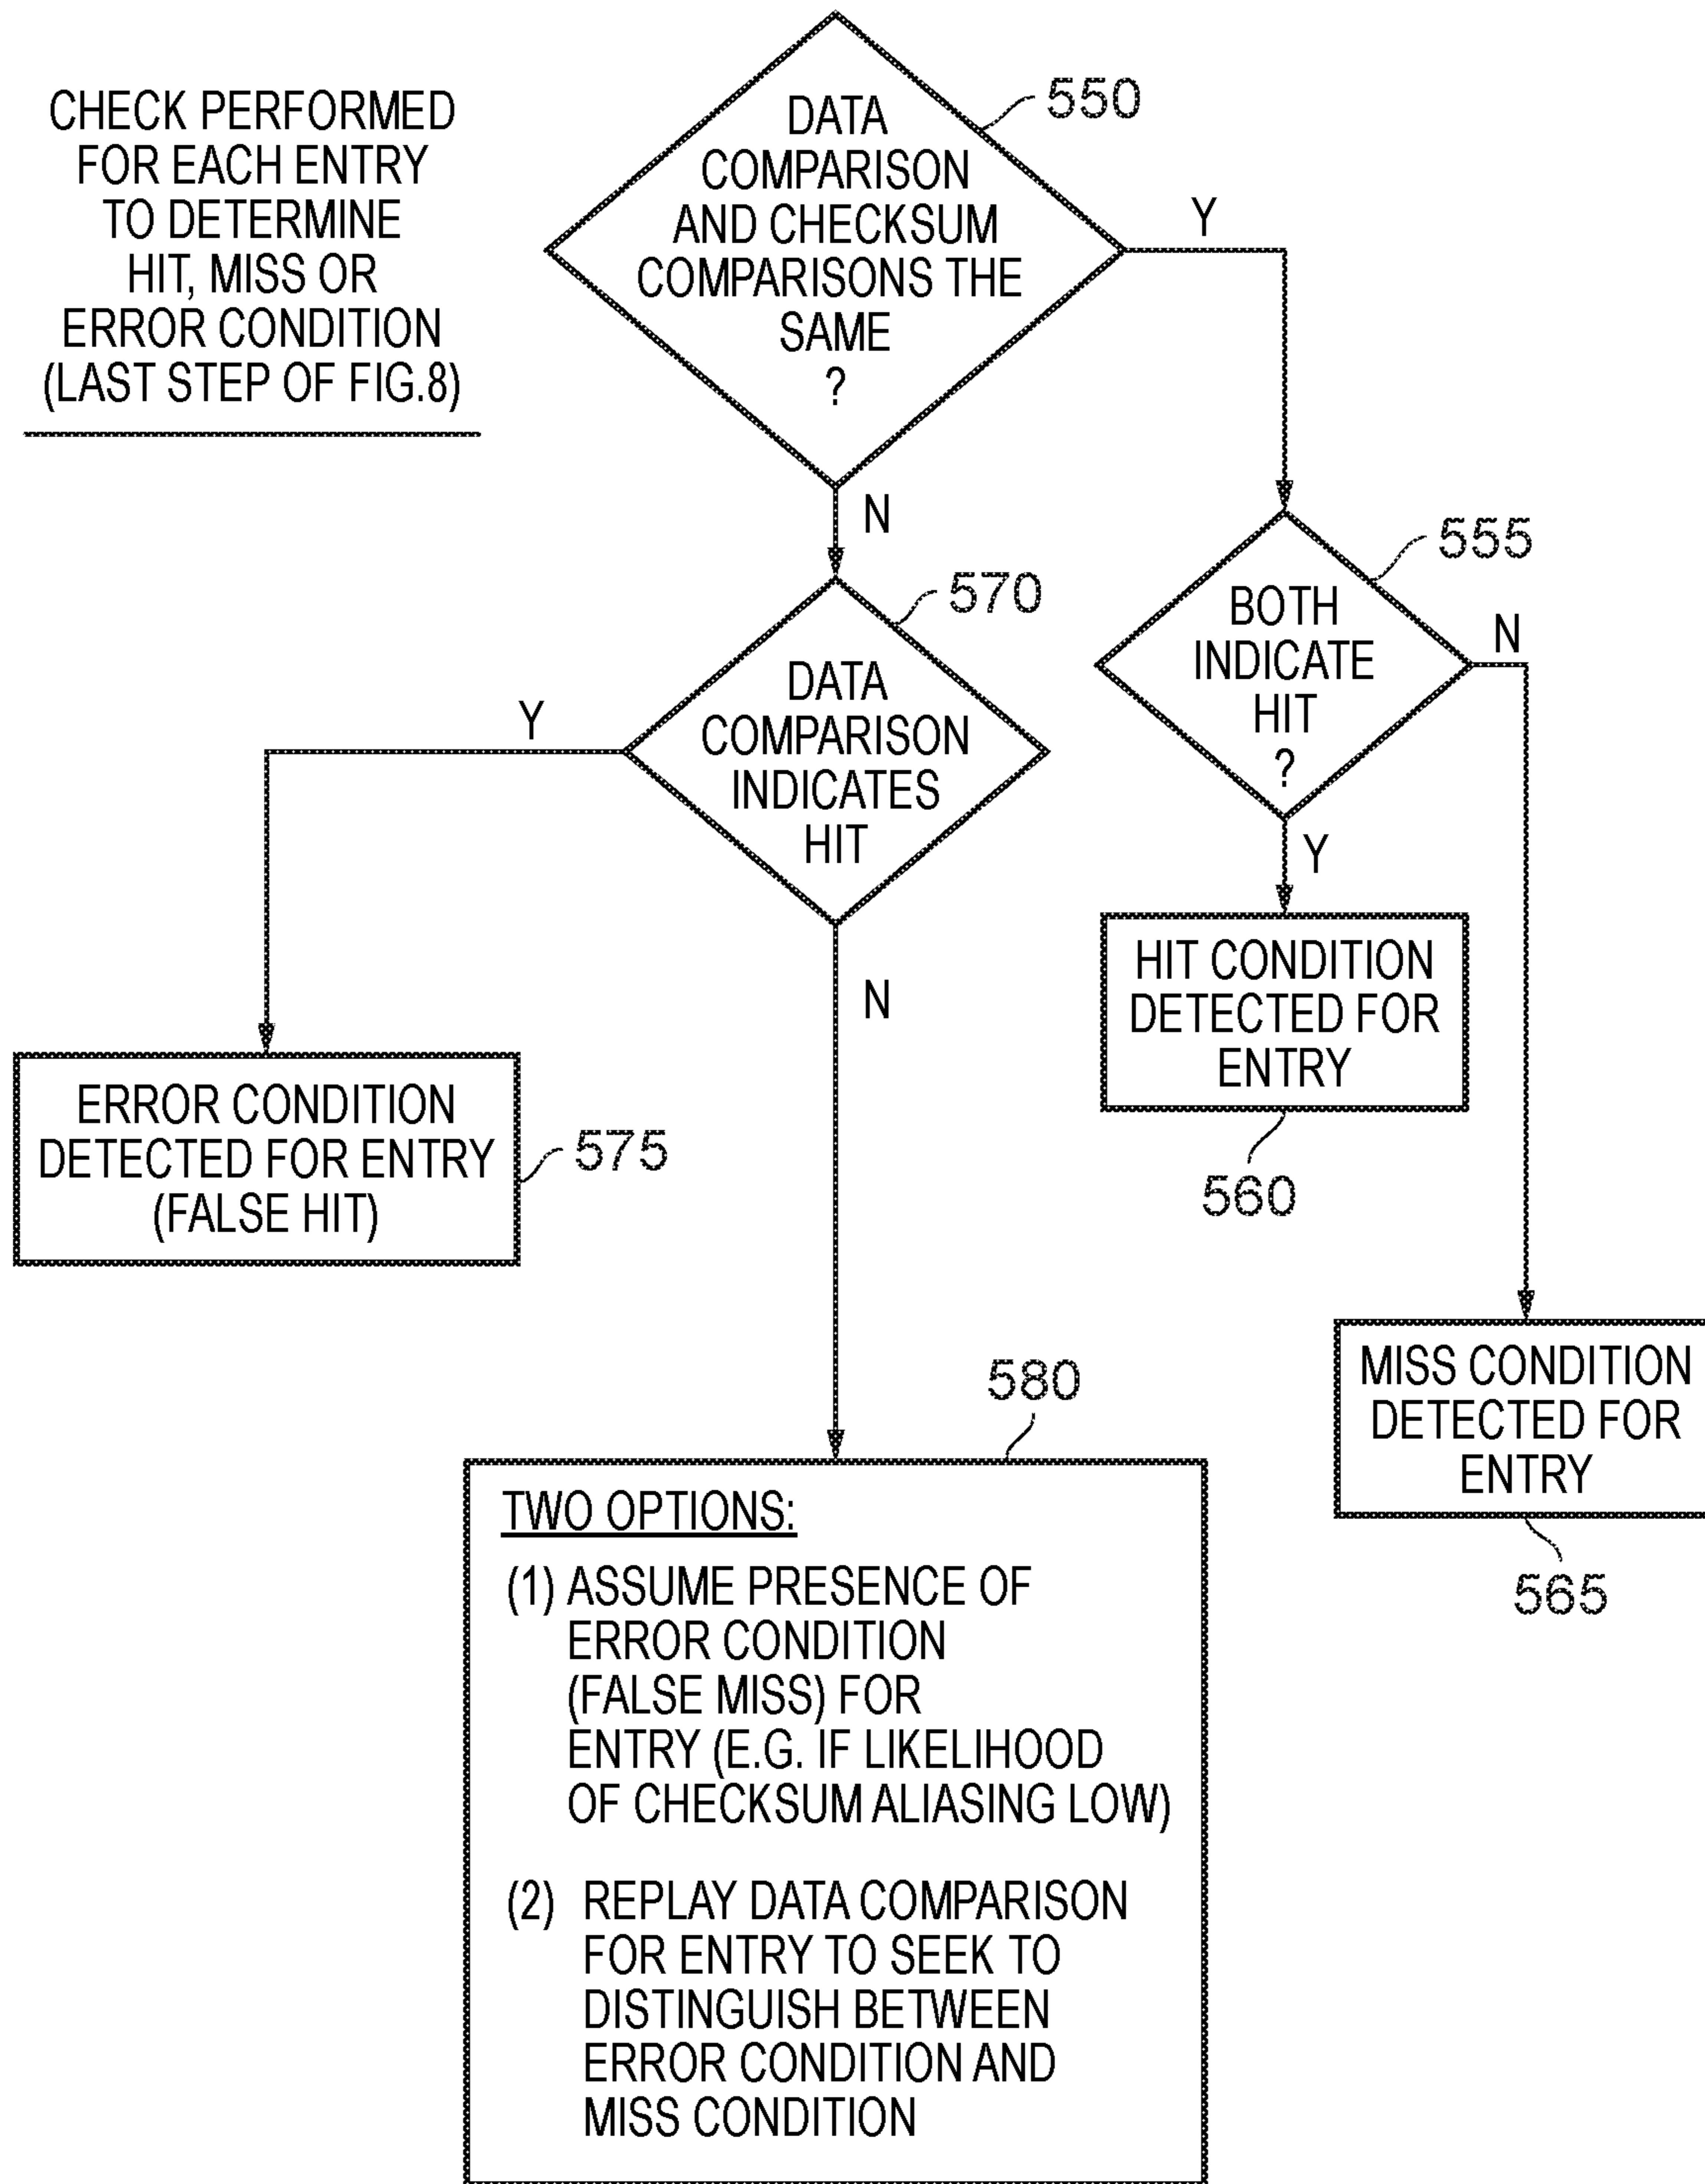 CHECK PERFORMED
FOR EACH ENTRY
TO DETERMINE
HIT, MISS OR
ERROR CONDITION
(LAST STEP OF FIG.8)
DATA
COMPARISON
AND CHECKSUM
COMPARISONS THE
SAME
?
550
Y
N
570
DATA
COMPARISON
INDICATES
HIT
Y
N
555
BOTH
INDICATE
HIT
?
N
Y
HIT CONDITION
DETECTED FOR
ENTRY
560
ERROR CONDITION
DETECTED FOR ENTRY
(FALSE HIT)
575
MISS CONDITION
DETECTED FOR
ENTRY
565
580
TWO OPTIONS:
(1) ASSUME PRESENCE OF
ERROR CONDITION
(FALSE MISS) FOR
ENTRY (E.G. IF LIKELIHOOD
OF CHECKSUM ALIASING LOW)
(2) REPLAY DATA COMPARISON
FOR ENTRY TO SEEK TO
DISTINGUISH BETWEEN
ERROR CONDITION AND
MISS CONDITION